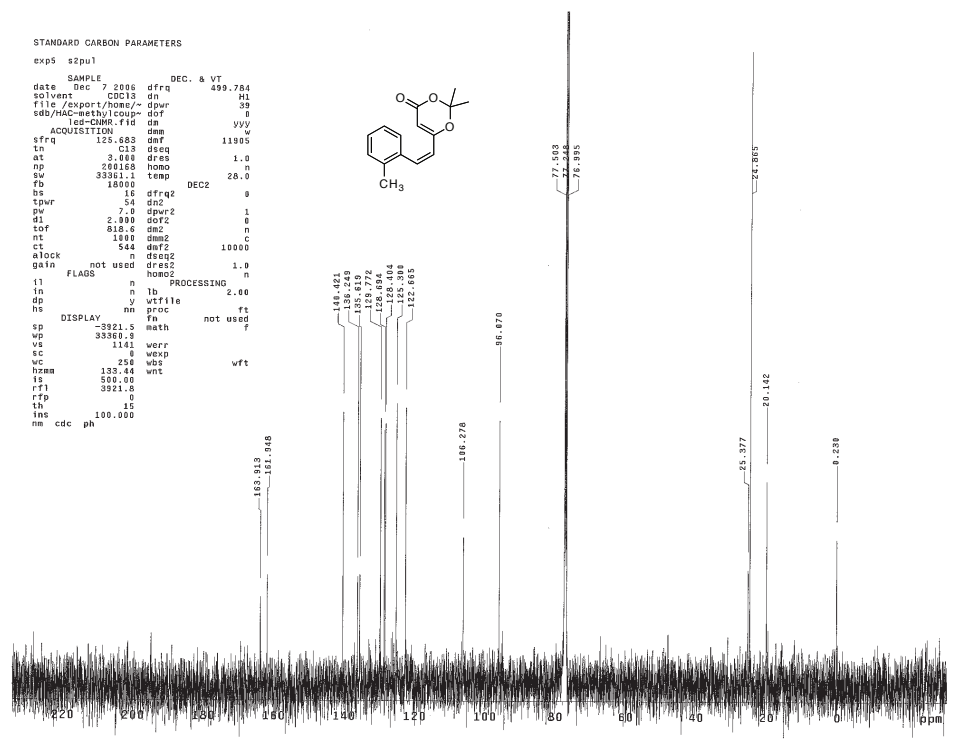 STANDARD CARBON PARAMETERS
exp5 s2pul
SAMPLE DEC. & VT
date Dec 7 2006 dfrq 499.784
solvent CDCl3 dn H1
file /export/home/~ dpwr 39
sdb/HAC-methylcoup~ dof 0
led-CNMR.fid dm yyy
ACQUISITION dmm w
sfrq 125.683 dmf 11905
tn C13 dseq
at 3.000 dres 1.0
np 200168 homo n
sw 33361.1 temp 28.0
fb 18000 DEC2
bs 16 dfrq2 0
tpwr 54 dn2
pw 7.0 dpwr2 1
d1 2.000 dof2 0
tof 818.6 dm2 n
nt 1000 dmm2 c
ct 544 dmf2 10000
alock n dseq2
gain not used dres2 1.0
FLAGS homo2 n
il n PROCESSING
in n lb 2.00
dp y wtfile
hs nn proc ft
DISPLAY fn not used
sp -3921.5 math f
wp 33360.9
vs 1141 werr
sc 0 wexp
wc 250 wbs wft
hzmm 133.44 wnt
is 500.00
rfl 3921.8
rfp 0
th 15
ins 100.000
nm cdc ph
O O
O
CH3
163.913
161.948
140.421
136.249
135.619
129.772
128.694
128.404
125.300
122.665
106.278
96.070
77.503
77.248
76.995
25.377
24.865
20.142
0.230
220 200 180 160 140 120 100 80 60 40 20 0 ppm